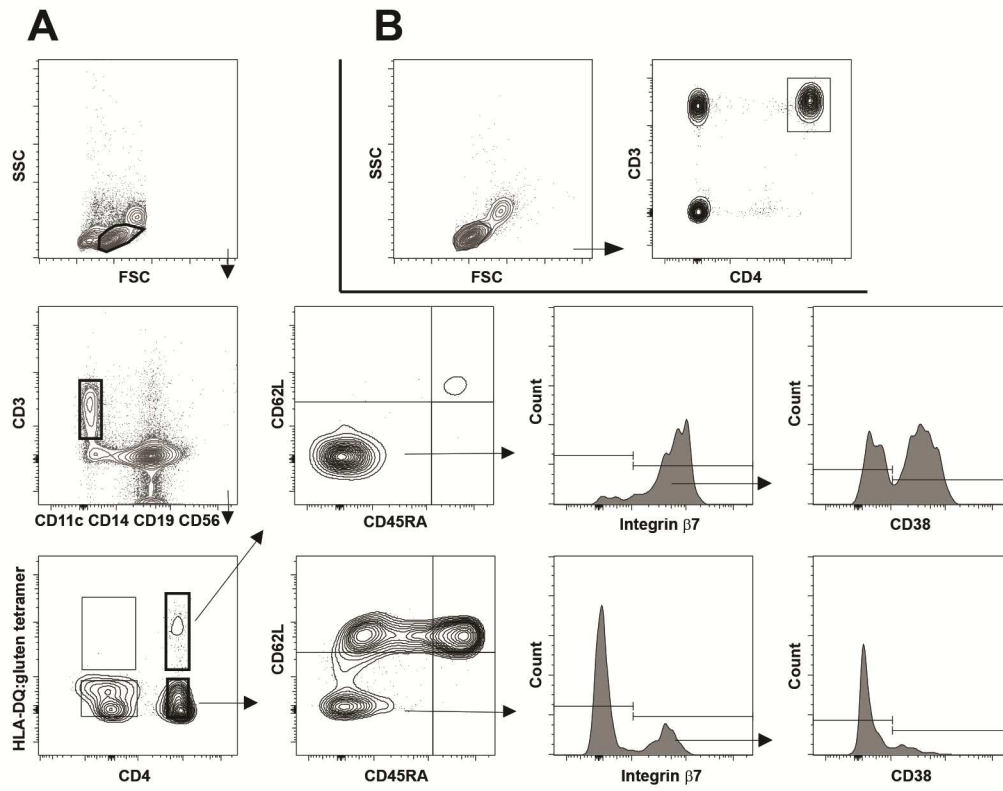 A
B
SSC
FSC
SSC
FSC
CD3
CD4
CD3
CD11c CD14 CD19 CD56
CD62L
CD45RA
Count
Integrin β7
Count
CD38
HLA-DQ:gluten tetramer
CD4
CD62L
CD45RA
Count
Integrin β7
Count
CD38